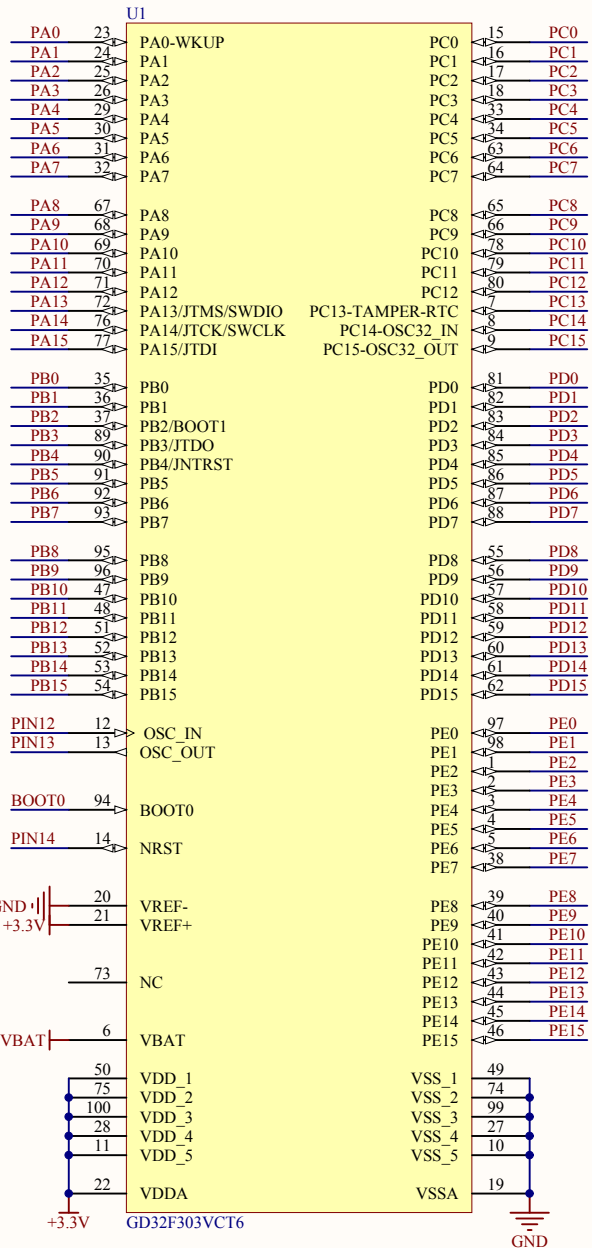 U1
PA0 23 PA0-WKUP PC0 15 PC0
PA1 24 PA1 PC1 16 PC1
PA2 25 PA2 PC2 17 PC2
PA3 26 PA3 PC3 18 PC3
PA4 29 PA4 PC4 33 PC4
PA5 30 PA5 PC5 34 PC5
PA6 31 PA6 PC6 63 PC6
PA7 32 PA7 PC7 64 PC7
PA8 67 PA8 PC8 65 PC8
PA9 68 PA9 PC9 66 PC9
PA10 69 PA10 PC10 78 PC10
PA11 70 PA11 PC11 79 PC11
PA12 71 PA12 PC12 80 PC12
PA13 72 PA13/JTMS/SWDIO PC13-TAMPER-RTC 7 PC13
PA14 76 PA14/JTCK/SWCLK PC14-OSC32_IN 8 PC14
PA15 77 PA15/JTDI PC15-OSC32_OUT 9 PC15
PB0 35 PB0 PD0 81 PD0
PB1 36 PB1 PD1 82 PD1
PB2 37 PB2/BOOT1 PD2 83 PD2
PB3 89 PB3/JTDO PD3 84 PD3
PB4 90 PB4/JNTRST PD4 85 PD4
PB5 91 PB5 PD5 86 PD5
PB6 92 PB6 PD6 87 PD6
PB7 93 PB7 PD7 88 PD7
PB8 95 PB8 PD8 55 PD8
PB9 96 PB9 PD9 56 PD9
PB10 47 PB10 PD10 57 PD10
PB11 48 PB11 PD11 58 PD11
PB12 51 PB12 PD12 59 PD12
PB13 52 PB13 PD13 60 PD13
PB14 53 PB14 PD14 61 PD14
PB15 54 PB15 PD15 62 PD15
PIN12 12 OSC_IN PE0 97 PE0
PIN13 13 OSC_OUT PE1 98 PE1
PE2 1 PE2
PE3 2 PE3
BOOT0 94 BOOT0 PE4 3 PE4
PE5 4 PE5
PIN14 14 NRST PE6 5 PE6
PE7 38 PE7
GND 20 VREF- PE8 39 PE8
+3.3V 21 VREF+ PE9 40 PE9
PE10 41 PE10
PE11 42 PE11
73 NC PE12 43 PE12
PE13 44 PE13
PE14 45 PE14
VBAT 6 VBAT PE15 46 PE15
50 VDD_1 VSS_1 49
75 VDD_2 VSS_2 74
100 VDD_3 VSS_3 99
28 VDD_4 VSS_4 27
11 VDD_5 VSS_5 10
22 VDDA VSSA 19
+3.3V GD32F303VCT6 GND